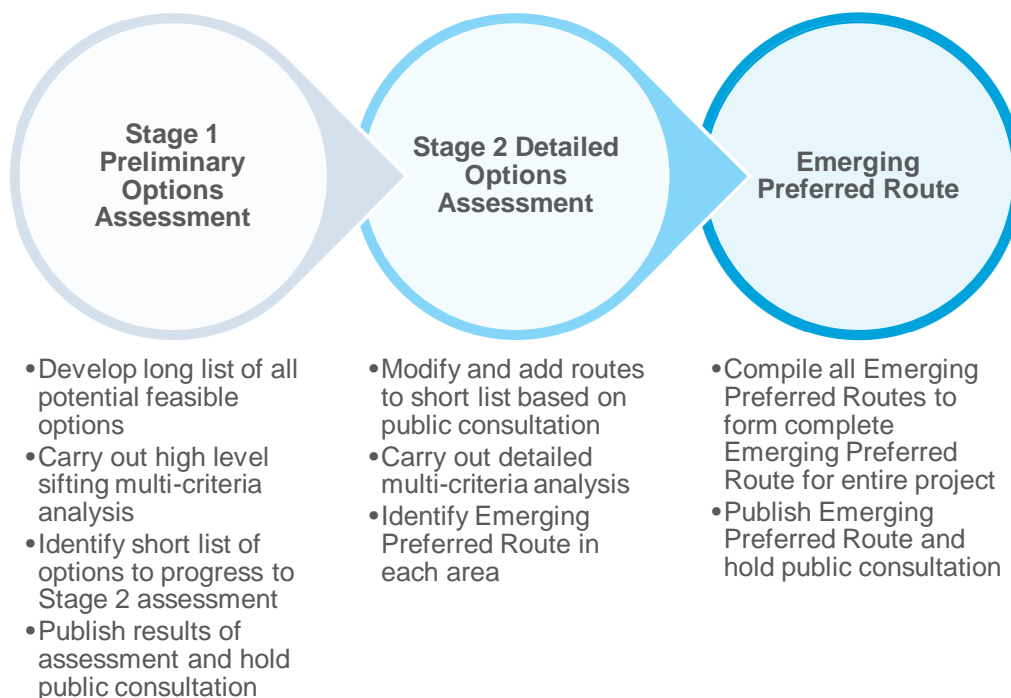 Stage 1
Preliminary
Options
Assessment
Stage 2 Detailed
Options
Assessment
Emerging
Preferred Route
•Develop long list of all
potential feasible
options
•Carry out high level
sifting multi-criteria
analysis
•Identify short list of
options to progress to
Stage 2 assessment
•Publish results of
assessment and hold
public consultation
•Modify and add routes
to short list based on
public consultation
•Carry out detailed
multi-criteria analysis
•Identify Emerging
Preferred Route in
each area
•Compile all Emerging
Preferred Routes to
form complete
Emerging Preferred
Route for entire project
•Publish Emerging
Preferred Route and
hold public consultation